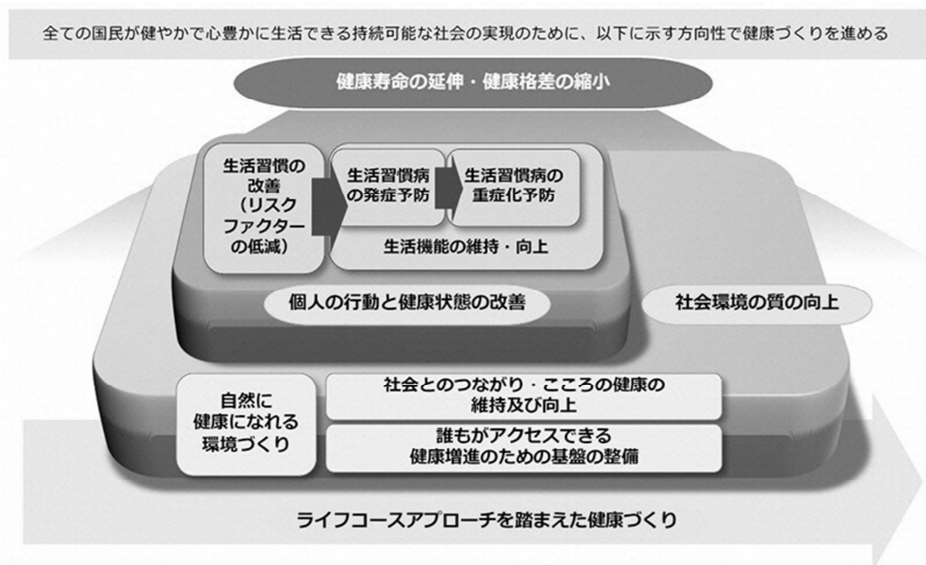 全ての国民が健やかで心豊かに生活できる持続可能な社会の実現のために、以下に示す方向性で健康づくりを進める
健康寿命の延伸・健康格差の縮小
生活習慣の
改善
（リスク
ファクター
の低減）
生活習慣病
の発症予防
生活習慣病の
重症化予防
生活機能の維持・向上
個人の行動と健康状態の改善
社会環境の質の向上
自然に
健康になれる
環境づくり
社会とのつながり・こころの健康の
維持及び向上
誰もがアクセスできる
健康増進のための基盤の整備
ライフコースアプローチを踏まえた健康づくり